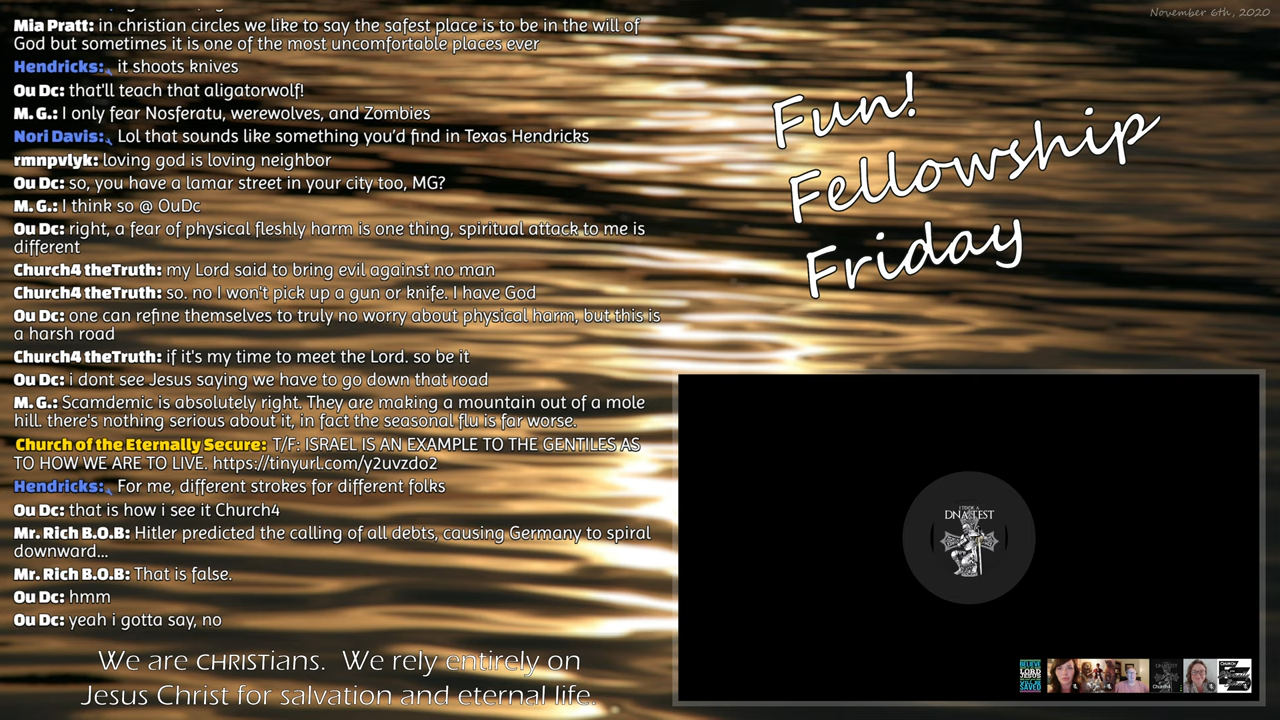 November 6th, 2020
Mia Pratt: in christian circles we like to say the safest place is to be in the will of
God but sometimes it is one of the most uncomfortable places ever
Hendricks: it shoots knives
Ou Dc: that'll teach that aligatorwolf!
M. G.: I only fear Nosferatu, werewolves, and Zombies
Nori Davis: Lol that sounds like something you'd find in Texas Hendricks
rmnpvlyk: loving god is loving neighbor
Ou Dc: so, you have a lamar street in your city too, MG?
M. G.: I think so @ OuDc
Ou Dc: right, a fear of physical fleshly harm is one thing, spiritual attack to me is
different
Church4 theTruth: my Lord said to bring evil against no man
Church4 theTruth: so. no I won't pick up a gun or knife. I have God
Ou Dc: one can refine themselves to truly no worry about physical harm, but this is
a harsh road
Church4 theTruth: if it's my time to meet the Lord. so be it
Ou Dc: i dont see Jesus saying we have to go down that road
M. G.: Scamdemic is absolutely right. They are making a mountain out of a mole
hill. there's nothing serious about it, in fact the seasonal flu is far worse.
Church of the Eternally Secure: T/F: ISRAEL IS AN EXAMPLE TO THE GENTILES AS
TO HOW WE ARE TO LIVE. https://tinyurl.com/y2uvzdo2
Hendricks: For me, different strokes for different folks
Ou Dc: that is how i see it Church4
Mr. Rich B.O.B: Hitler predicted the calling of all debts, causing Germany to spiral
downward...
Mr. Rich B.O.B: That is false.
Ou Dc: hmm
Ou Dc: yeah i gotta say, no
We are CHRISTians. We rely entirely on
Jesus Christ for salvation and eternal life.
Fun!
Fellowship
Friday
I TOOK A
DNA TEST
BELIEVE
LORD
JESUS
SAVED
Church4